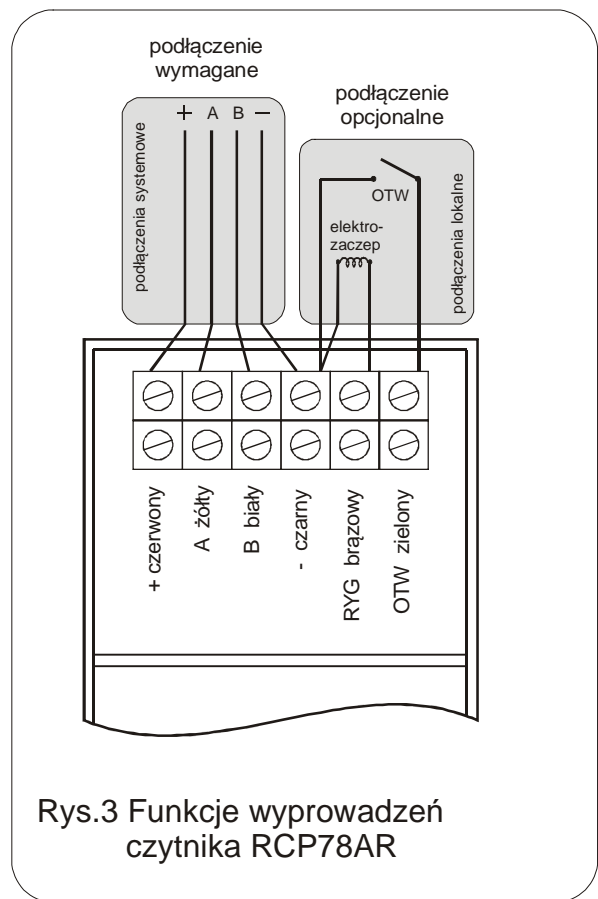 podłączenie
wymagane
podłączenie
opcjonalne
podłączenia systemowe
+ A B −
OTW
elektro-
zaczep
podłączenia lokalne
+ czerwony
A żółty
B biały
- czarny
RYG brązowy
OTW zielony
Rys.3 Funkcje wyprowadzeń
czytnika RCP78AR